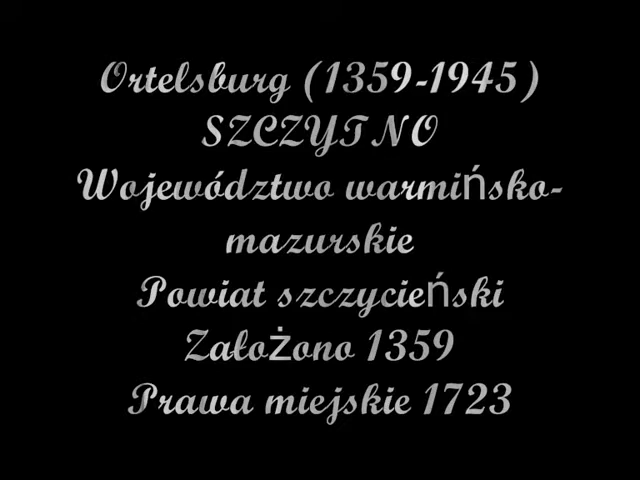 Ortelsburg (1359-1945)
SZCZYTNO
Województwo warmińsko-
mazurskie
Powiat szczycieński
Założono 1359
Prawa miejskie 1723